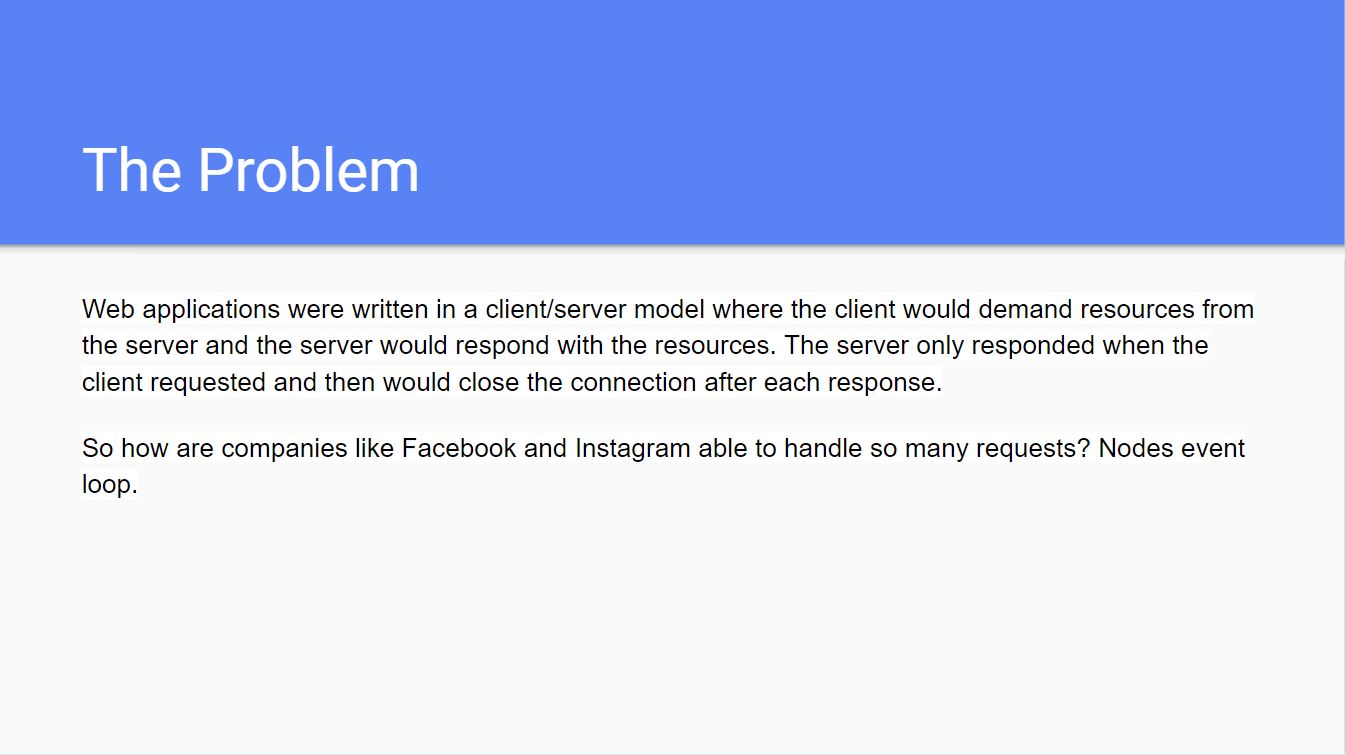 The Problem
Web applications were written in a client/server model where the client would demand resources from
the server and the server would respond with the resources. The server only responded when the
client requested and then would close the connection after each response.
So how are companies like Facebook and Instagram able to handle so many requests? Nodes event
loop.